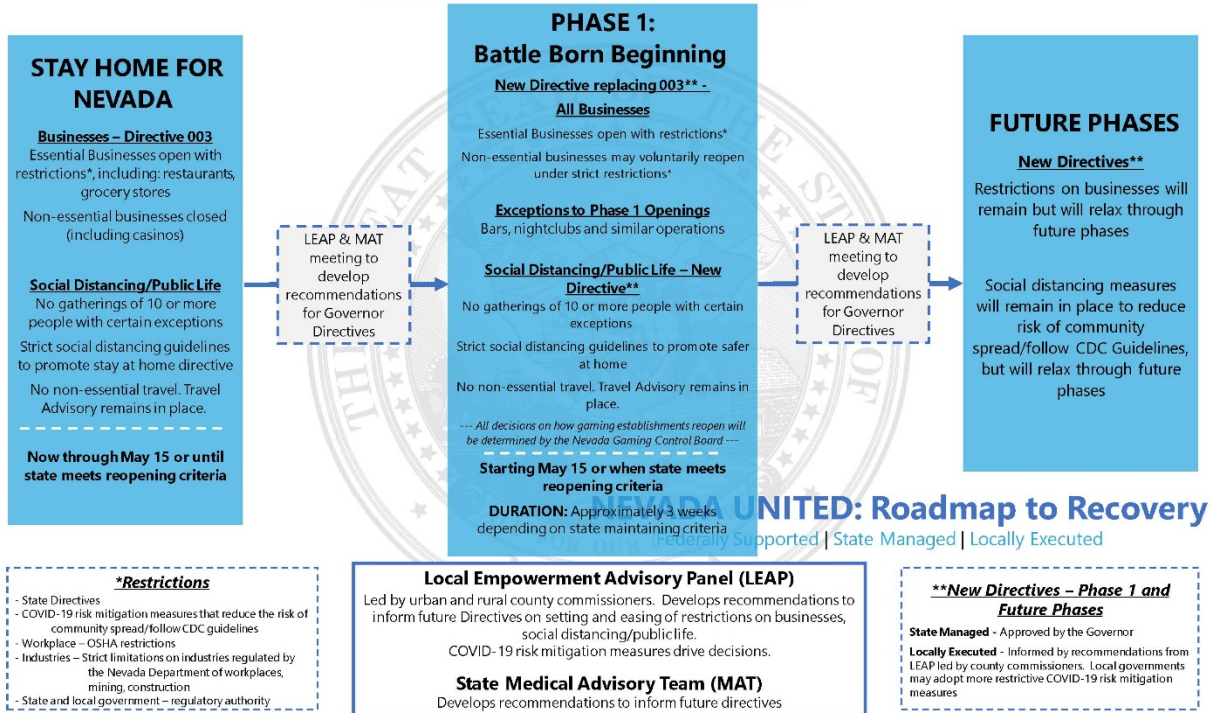 STAY HOME FOR
NEVADA
Businesses – Directive 003
Essential Businesses open with
restrictions*, including: restaurants,
grocery stores
Non-essential businesses closed
(including casinos)
Social Distancing/Public Life
No gatherings of 10 or more
people with certain exceptions
Strict social distancing guidelines
to promote stay at home directive
No non-essential travel. Travel
Advisory remains in place.
Now through May 15 or until
state meets reopening criteria
LEAP & MAT
meeting to
develop
recommendations
for Governor
Directives
PHASE 1:
Battle Born Beginning
New Directive replacing 003** -
All Businesses
Essential Businesses open with restrictions*
Non-essential businesses may voluntarily reopen
under strict restrictions*
Exceptions to Phase 1 Openings
Bars, nightclubs and similar operations
Social Distancing/Public Life – New
Directive**
No gatherings of 10 or more people with certain
exceptions
Strict social distancing guidelines to promote safer
at home
No non-essential travel. Travel Advisory remains in
place.
--- All decisions on how gaming establishments reopen will
be determined by the Nevada Gaming Control Board ---
Starting May 15 or when state meets
reopening criteria
DURATION: Approximately 3 weeks
depending on state maintaining criteria
LEAP & MAT
meeting to
develop
recommendations
for Governor
Directives
FUTURE PHASES
New Directives**
Restrictions on businesses will
remain but will relax through
future phases
Social distancing measures
will remain in place to reduce
risk of community
spread/follow CDC Guidelines,
but will relax through future
phases
THE GREAT SEAL OF THE STATE OF
NEVADA UNITED: Roadmap to Recovery
Federally Supported | State Managed | Locally Executed
*Restrictions
- State Directives
- COVID-19 risk mitigation measures that reduce the risk of
community spread/follow CDC guidelines
- Workplace – OSHA restrictions
- Industries – Strict limitations on industries regulated by
the Nevada Department of workplaces,
mining, construction
- State and local government – regulatory authority
Local Empowerment Advisory Panel (LEAP)
Led by urban and rural county commissioners. Develops recommendations to
inform future Directives on setting and easing of restrictions on businesses,
social distancing/public life.
COVID-19 risk mitigation measures drive decisions.
State Medical Advisory Team (MAT)
Develops recommendations to inform future directives
**New Directives – Phase 1 and
Future Phases
State Managed - Approved by the Governor
Locally Executed - Informed by recommendations from
LEAP led by county commissioners. Local governments
may adopt more restrictive COVID-19 risk mitigation
measures